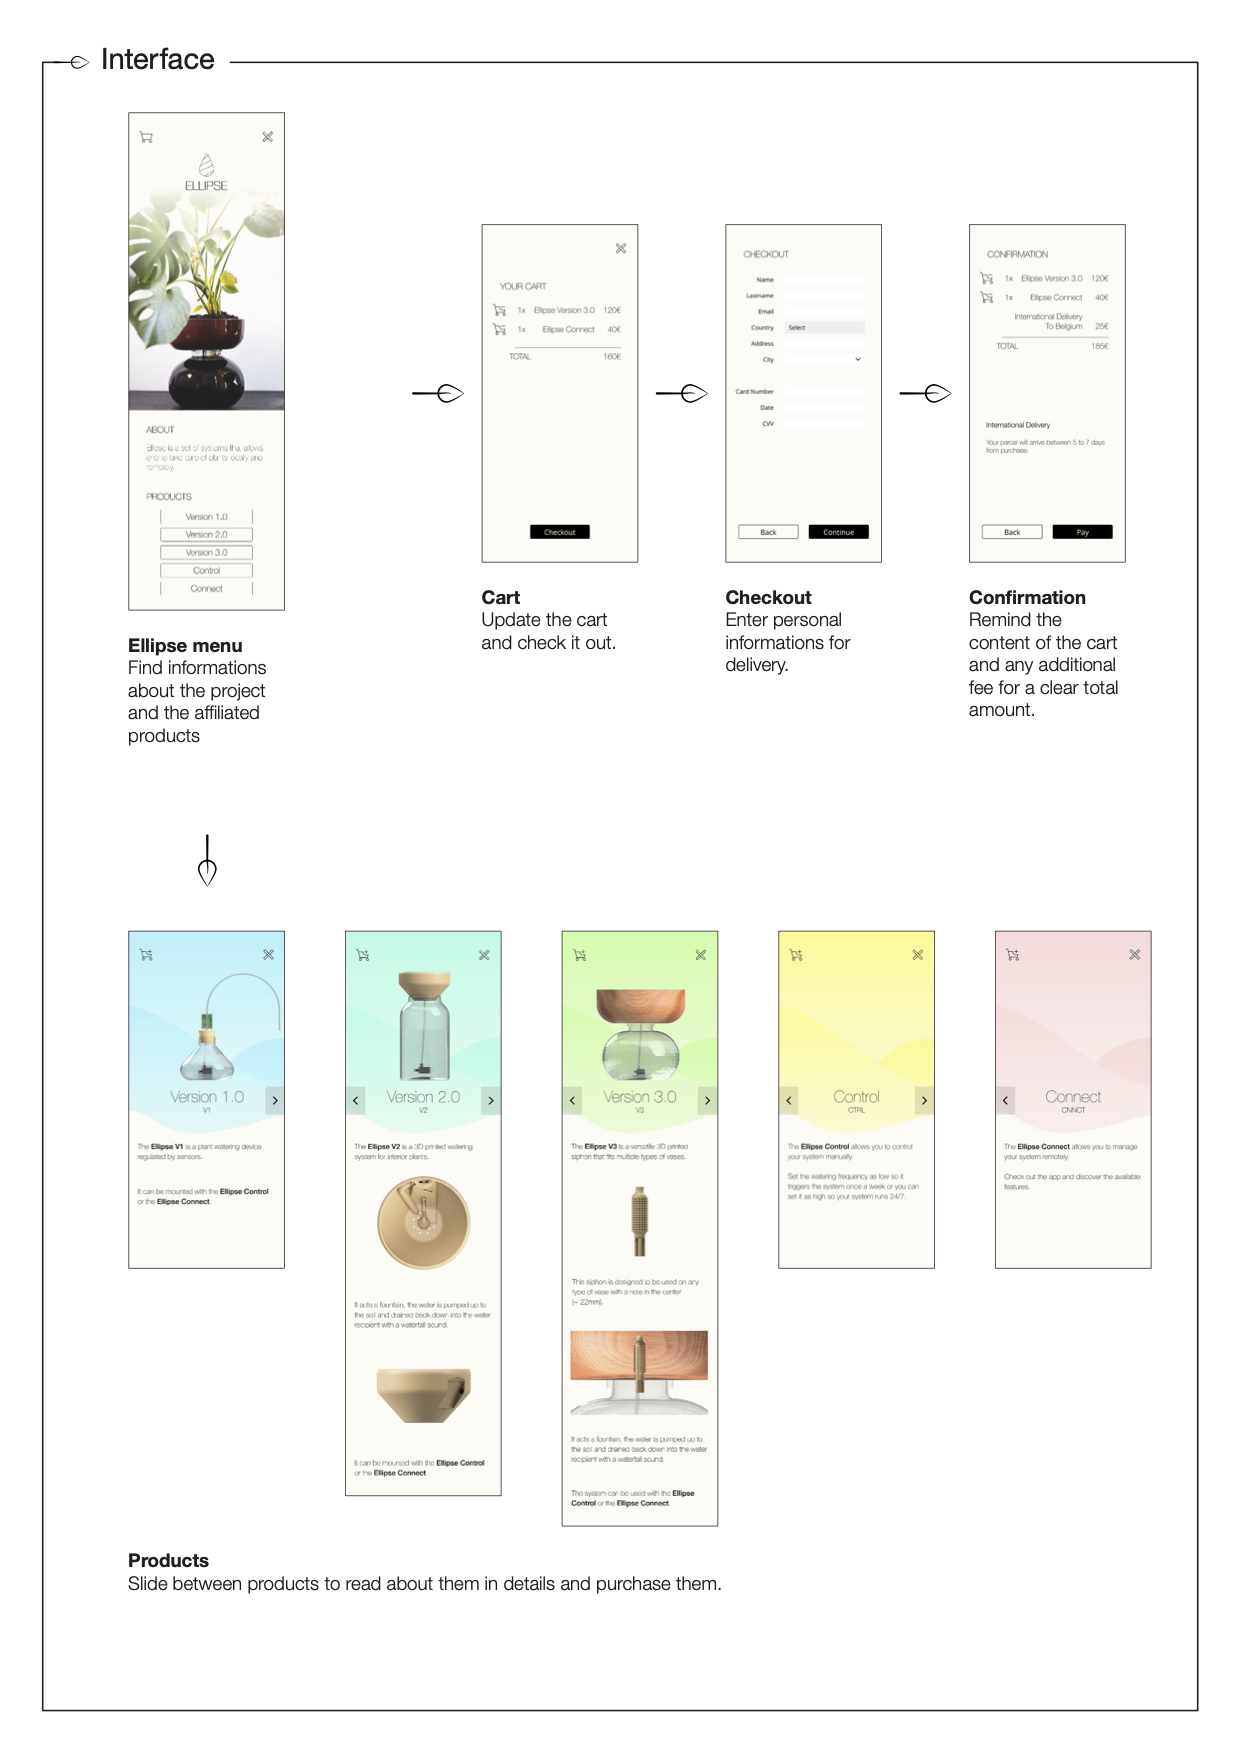 Interface
ELLIPSE
ABOUT
Ellipse is a set of systems that allows
one to take care of plants locally and
remotely.
PRODUCTS
Version 1.0
Version 2.0
Version 3.0
Control
Connect
Ellipse menu
Find informations
about the project
and the affiliated
products
YOUR CART
1x Ellipse Version 3.0 120€
1x Ellipse Connect 40€
TOTAL 160€
Checkout
Cart
Update the cart
and check it out.
CHECKOUT
Name
Lastname
Email
Country Select
Address
City
Card Number
Date
CVV
Back Continue
Checkout
Enter personal
informations for
delivery.
CONFIRMATION
1x Ellipse Version 3.0 120€
1x Ellipse Connect 40€
International Delivery
To Belgium 25€
TOTAL 185€
International Delivery
Your parcel will arrive between 5 to 7 days
from purchase.
Back Pay
Confirmation
Remind the
content of the cart
and any additional
fee for a clear total
amount.
Version 1.0
V1
The Ellipse V1 is a plant watering device
regulated by sensors.
It can be mounted with the Ellipse Control
or the Ellipse Connect.
Version 2.0
V2
The Ellipse V2 is a 3D printed watering
system for interior plants.
It acts a fountain, the water is pumped up to
the soil and drained back down into the water
recipient with a waterfall sound.
It can be mounted with the Ellipse Control
or the Ellipse Connect.
Version 3.0
V3
The Ellipse V3 is a versatile 3D printed
siphon that fits multiple types of vases.
This siphon is designed to be used on any
type of vase with a hole in the center
(~ 22mm).
It acts a fountain, the water is pumped up to
the soil and drained back down into the water
recipient with a waterfall sound.
The system can be used with the Ellipse
Control or the Ellipse Connect.
Control
CTRL
The Ellipse Control allows you to control
your system manually.
Set the watering frequency as low so it
triggers the system once a week or you can
set it as high so your system runs 24/7.
Connect
CNNCT
The Ellipse Connect allows you to manage
your system remotely.
Check out the app and discover the available
features.
Products
Slide between products to read about them in details and purchase them.